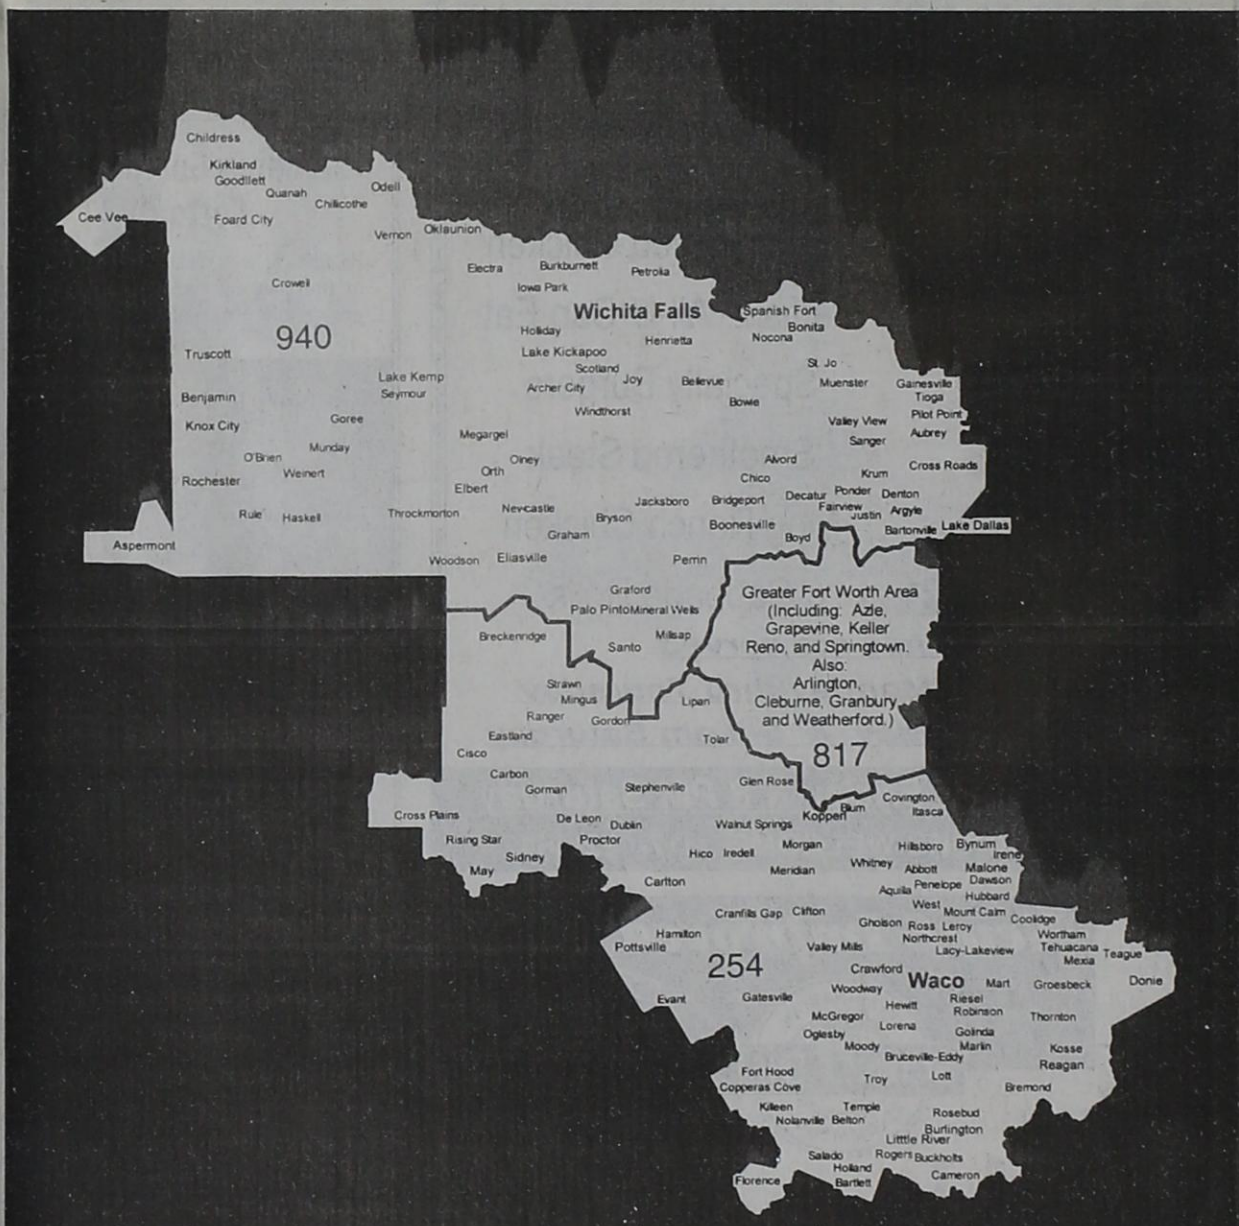 Childress
Kirkland
Goodllett
Quanah
Odell
Chillicothe
Cee Vee
Foard City
Vernon
Oklaunion
Electra
Burkburnett
Petrolia
Crowell
Iowa Park
Wichita Falls
Spanish Fort
Bonita
940
Holliday
Henrietta
Nocona
Truscott
Lake Kickapoo
Scotland
St. Jo
Lake Kemp
Joy
Bellevue
Muenster
Gainesville
Seymour
Archer City
Tioga
Benjamin
Bowie
Windthorst
Pilot Point
Knox City
Goree
Valley View
Aubrey
Megargel
Sanger
Munday
O'Brien
Olney
Alvord
Cross Roads
Weinert
Orth
Chico
Krum
Rochester
Elbert
Decatur
Ponder
Denton
Rule
Haskell
Throckmorton
Newcastle
Bryson
Jacksboro
Bridgeport
Fairview
Justin
Argyle
Boonesville
Bartonville
Lake Dallas
Aspermont
Graham
Boyd
Woodson
Eliasville
Perrin
Graford
Greater Fort Worth Area
(Including: Azle,
Grapevine, Keller
Reno, and Springtown.
Also:
Arlington,
Cleburne, Granbury
and Weatherford.)
817
Palo Pinto
Mineral Wells
Breckenridge
Millsap
Santo
Strawn
Mingus
Lipan
Ranger
Gordon
Eastland
Tolar
Cisco
Carbon
Gorman
Stephenville
Glen Rose
Covington
Blum
Itasca
Kopperl
Cross Plains
De Leon
Dublin
Walnut Springs
Rising Star
Proctor
Morgan
Hillsboro
Bynum
Sidney
Hico
Iredell
Irene
May
Meridian
Whitney
Abbott
Malone
Carlton
Penelope
Dawson
Aquilla
Hubbard
West
Cranfills Gap
Clifton
Mount Calm
Coolidge
Gholson
Ross
Leroy
Hamilton
Northcrest
Wortham
Pottsville
Valley Mills
Lacy-Lakeview
Tehuacana
Teague
Mexia
254
Crawford
Waco
Mart
Groesbeck
Donie
Woodway
Evant
Gatesville
Hewitt
Riesel
Robinson
McGregor
Thornton
Lorena
Oglesby
Golinda
Moody
Marlin
Kosse
Bruceville-Eddy
Reagan
Fort Hood
Troy
Lott
Copperas Cove
Bremond
Killeen
Temple
Rosebud
Nolanville
Belton
Burlington
Litttle River
Salado
Rogers
Buckholts
Holland
Florence
Bartlett
Cameron